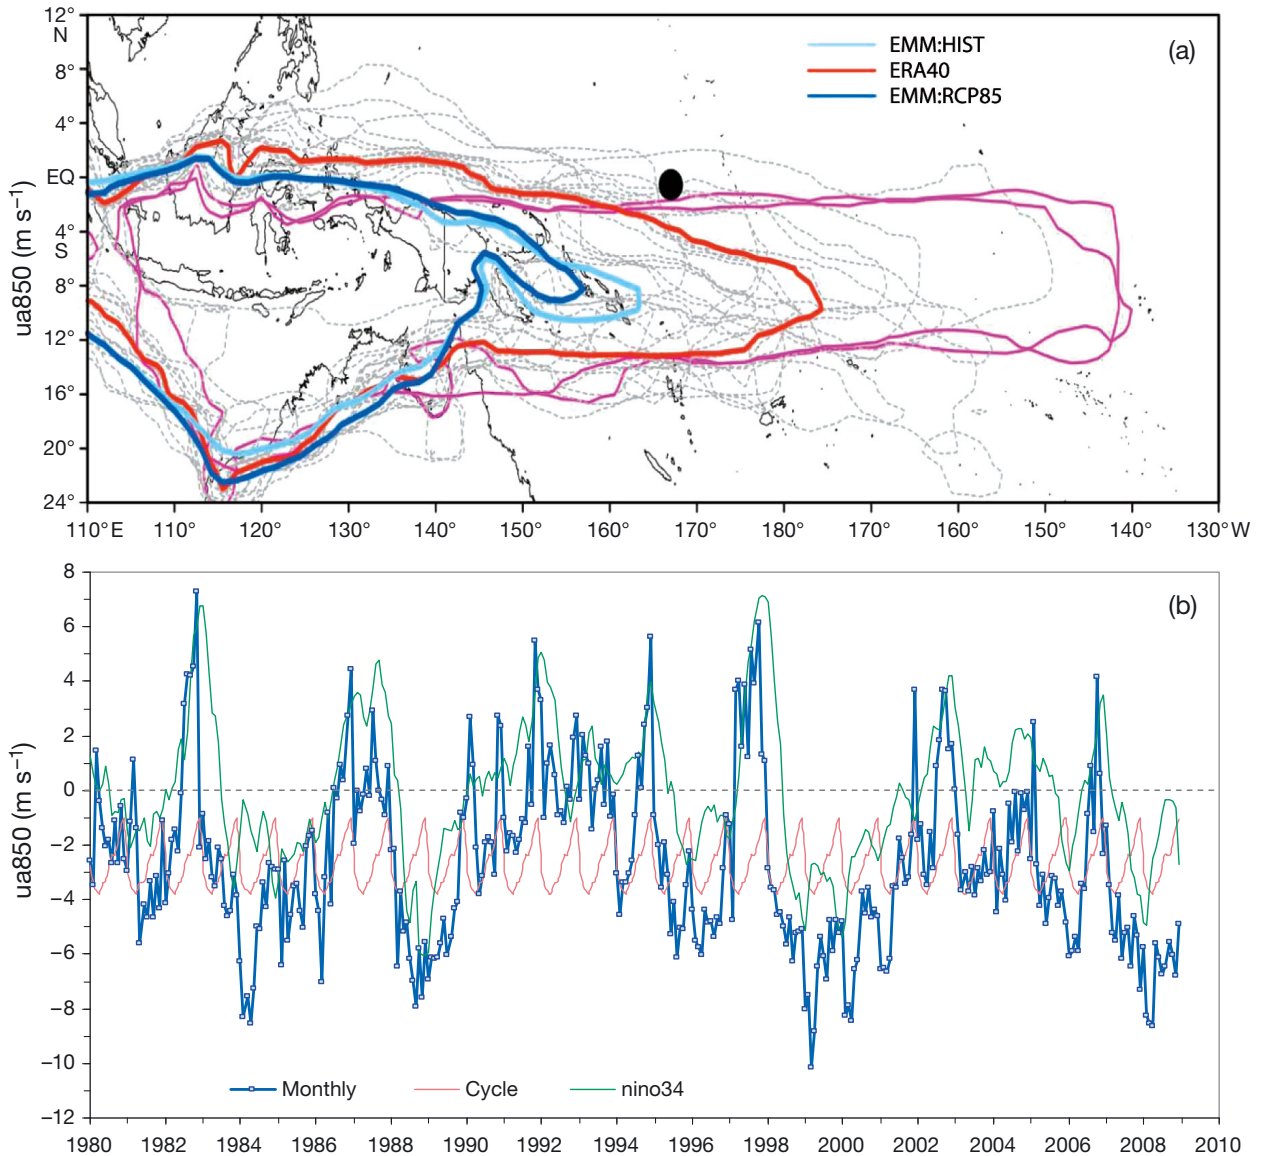 12°
N
8°
4°
EQ
4°
S
8°
12°
16°
20°
24°
ua850 (m s⁻¹)
EMM:HIST
ERA40
EMM:RCP85
(a)
110° E 110° 120° 130° 140° 150° 160° 170° 180° 170° 160° 150° 140° 130° W
8
6
4
2
0
−2
−4
−6
−8
−10
−12
ua850 (m s⁻¹)
(b)
Monthly Cycle nino34
1980 1982 1984 1986 1988 1990 1992 1994 1996 1998 2000 2002 2004 2006 2008 2010